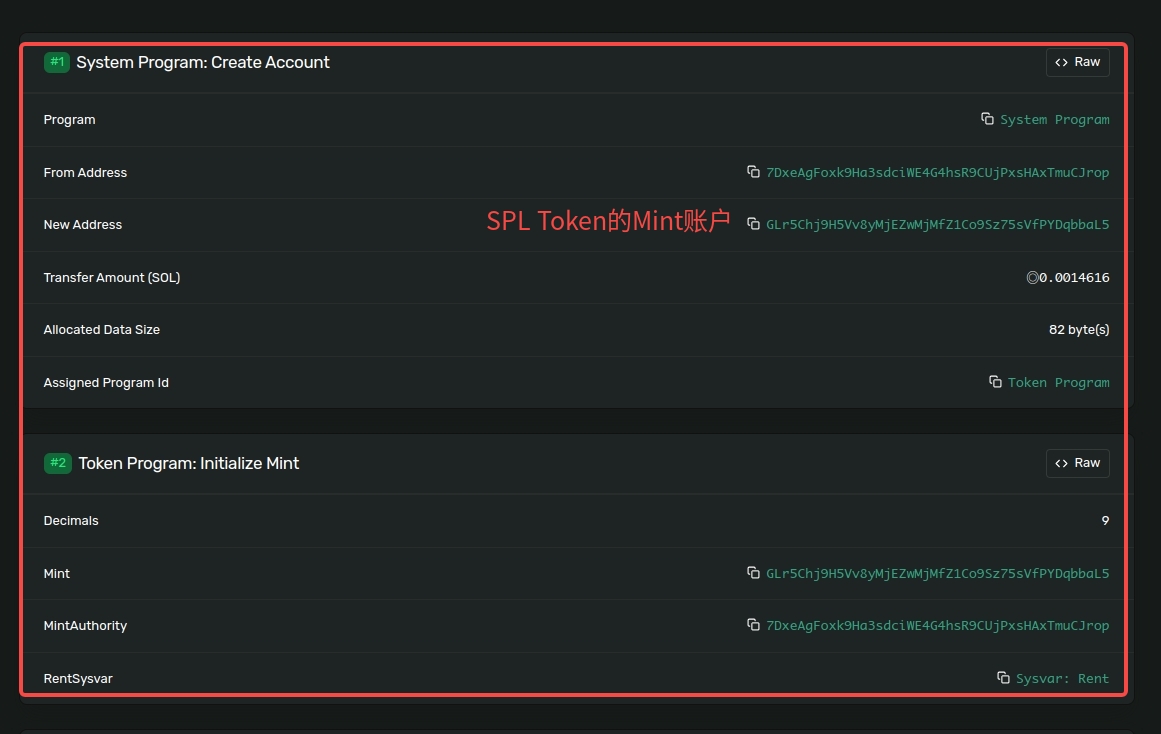 #1 System Program: Create Account Raw
Program System Program
From Address 7DxeAgFoxk9Ha3sdciWE4G4hsR9CUjPxsHAxTmuCJrop
New Address SPL Token的Mint账户 GLr5Chj9H5Vv8yMjEZwMjMfZ1Co9Sz75sVfPYDqbbaL5
Transfer Amount (SOL) ◎0.0014616
Allocated Data Size 82 byte(s)
Assigned Program Id Token Program
#2 Token Program: Initialize Mint Raw
Decimals 9
Mint GLr5Chj9H5Vv8yMjEZwMjMfZ1Co9Sz75sVfPYDqbbaL5
MintAuthority 7DxeAgFoxk9Ha3sdciWE4G4hsR9CUjPxsHAxTmuCJrop
RentSysvar Sysvar: Rent